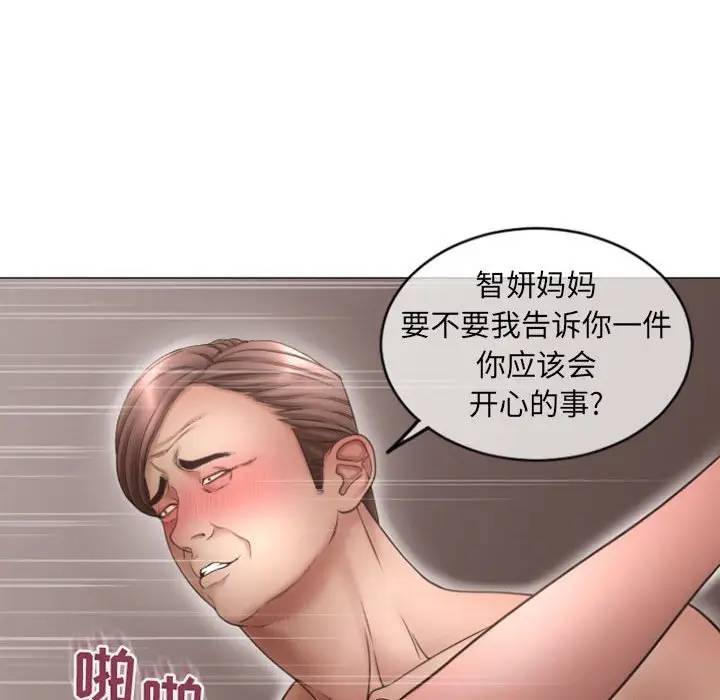 智妍妈妈
要不要我告诉你一件
你应该会
开心的事?
啪
啪